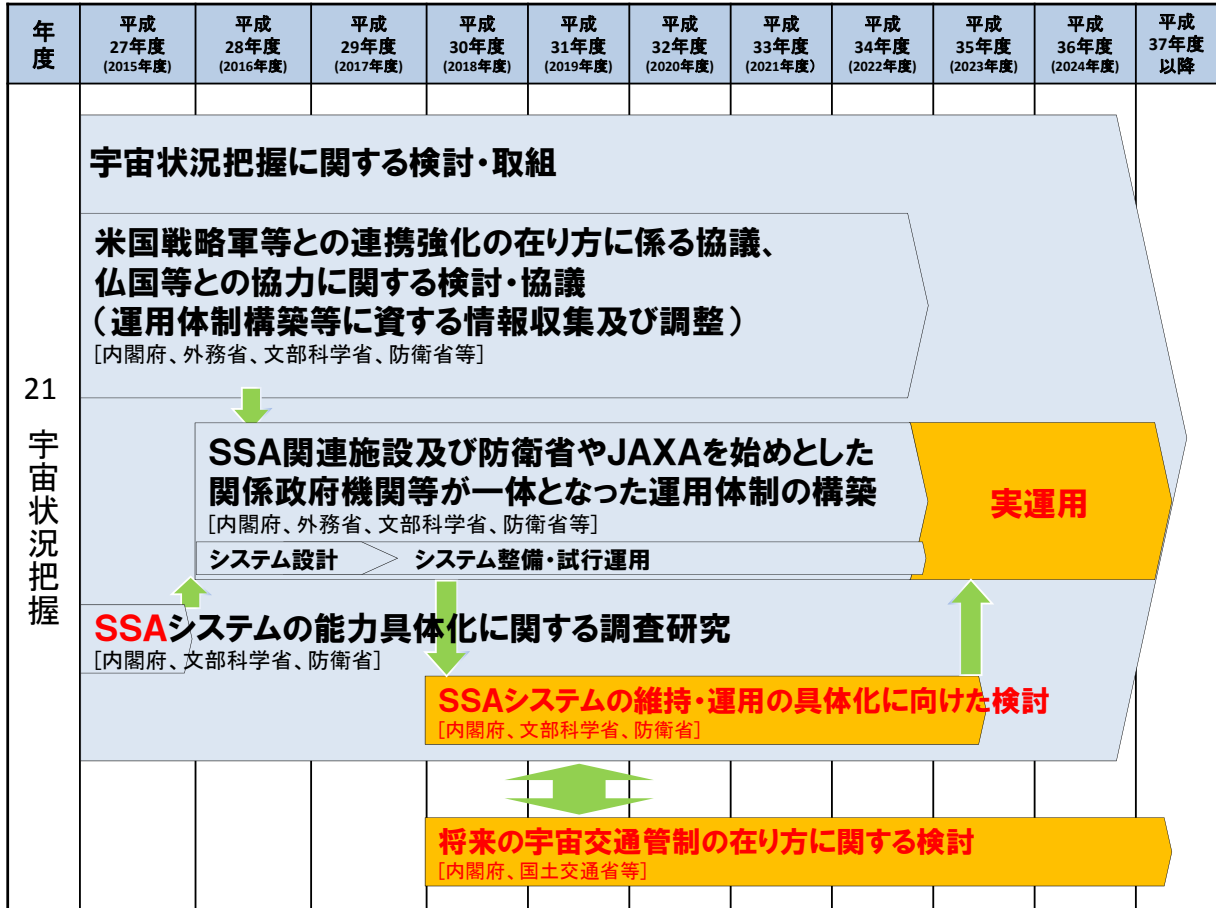 年度
平成
27年度
(2015年度)
平成
28年度
(2016年度)
平成
29年度
(2017年度)
平成
30年度
(2018年度)
平成
31年度
(2019年度)
平成
32年度
(2020年度)
平成
33年度
(2021年度)
平成
34年度
(2022年度)
平成
35年度
(2023年度)
平成
36年度
(2024年度)
平成
37年度
以降
21
宇宙状況把握
宇宙状況把握に関する検討・取組
米国戦略軍等との連携強化の在り方に係る協議、
仏国等との協力に関する検討・協議
（運用体制構築等に資する情報収集及び調整）
[内閣府、外務省、文部科学省、防衛省等]
SSA関連施設及び防衛省やJAXAを始めとした
関係政府機関等が一体となった運用体制の構築
[内閣府、外務省、文部科学省、防衛省等]
システム設計
システム整備・試行運用
実運用
SSAシステムの能力具体化に関する調査研究
[内閣府、文部科学省、防衛省]
SSAシステムの維持・運用の具体化に向けた検討
[内閣府、文部科学省、防衛省]
将来の宇宙交通管制の在り方に関する検討
[内閣府、国土交通省等]